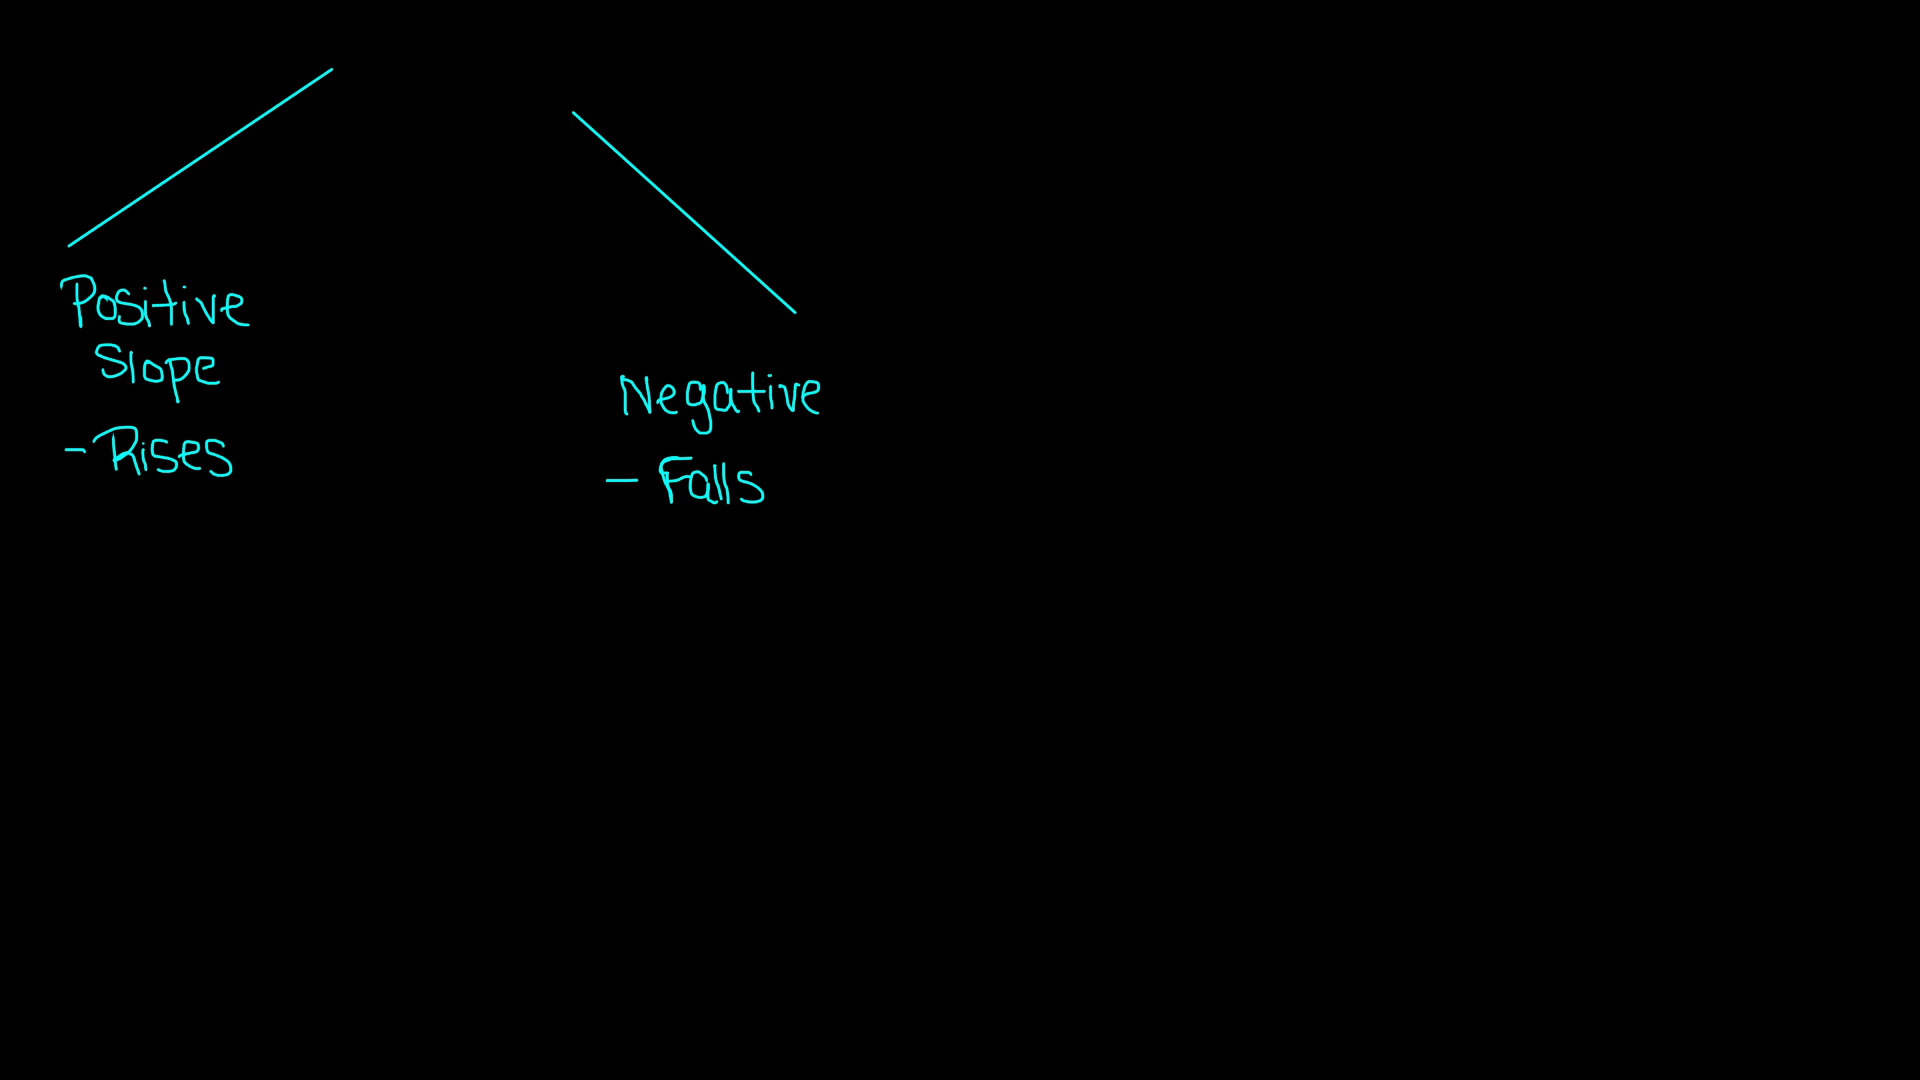 Positive
Slope
- Rises
Negative
- Falls